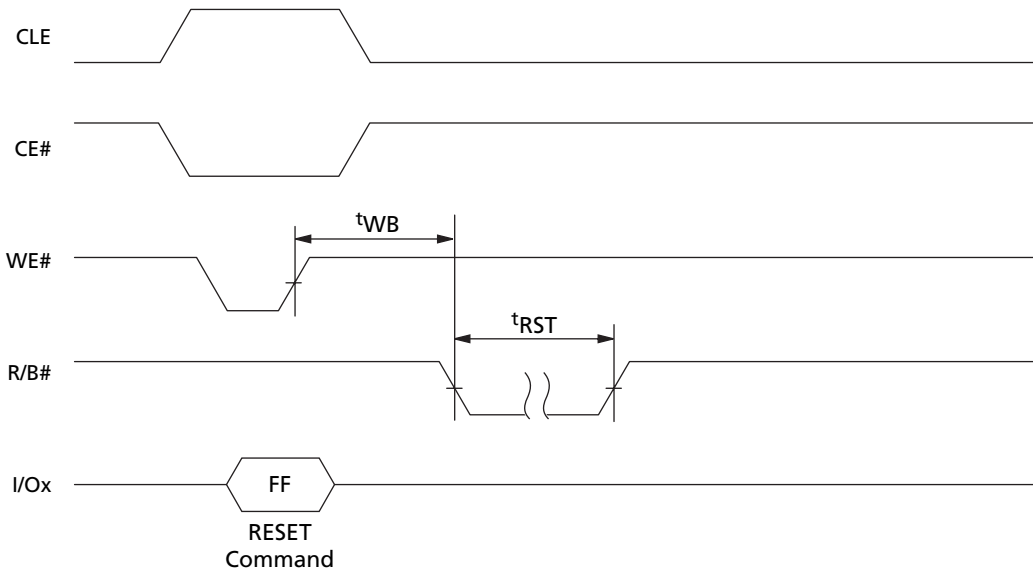 CLE
CE#
tWB
WE#
tRST
R/B#
I/Ox
FF
RESET
Command